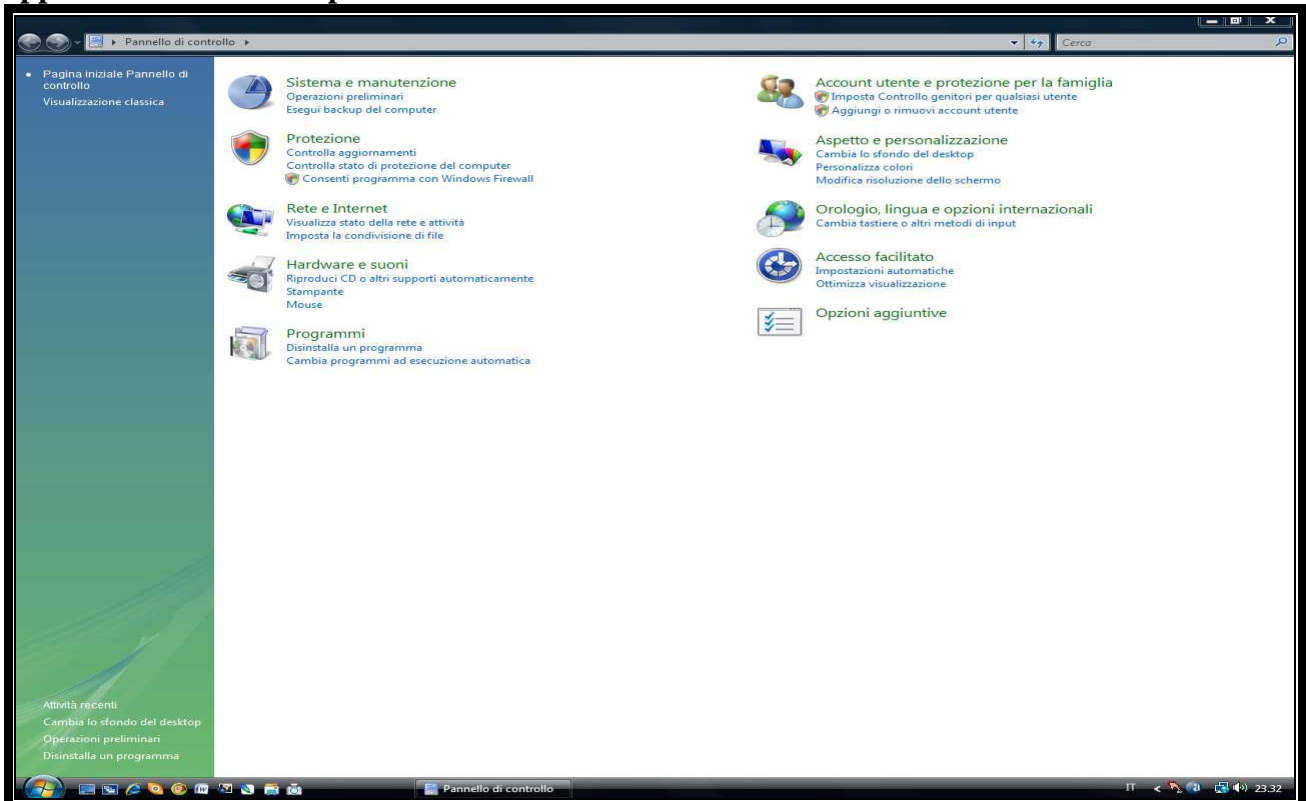 Pannello di controllo
Cerca
Pagina iniziale Pannello di
controllo
Visualizzazione classica
Sistema e manutenzione
Operazioni preliminari
Esegui backup del computer
Protezione
Controlla aggiornamenti
Controlla stato di protezione del computer
Consenti programma con Windows Firewall
Rete e Internet
Visualizza stato della rete e attività
Imposta la condivisione di file
Hardware e suoni
Riproduci CD o altri supporti automaticamente
Stampante
Mouse
Programmi
Disinstalla un programma
Cambia programmi ad esecuzione automatica
Account utente e protezione per la famiglia
Imposta Controllo genitori per qualsiasi utente
Aggiungi o rimuovi account utente
Aspetto e personalizzazione
Cambia lo sfondo del desktop
Personalizza colori
Modifica risoluzione dello schermo
Orologio, lingua e opzioni internazionali
Cambia tastiere o altri metodi di input
Accesso facilitato
Impostazioni automatiche
Ottimizza visualizzazione
Opzioni aggiuntive
Attività recenti
Cambia lo sfondo del desktop
Operazioni preliminari
Disinstalla un programma
Pannello di controllo
IT
23.32